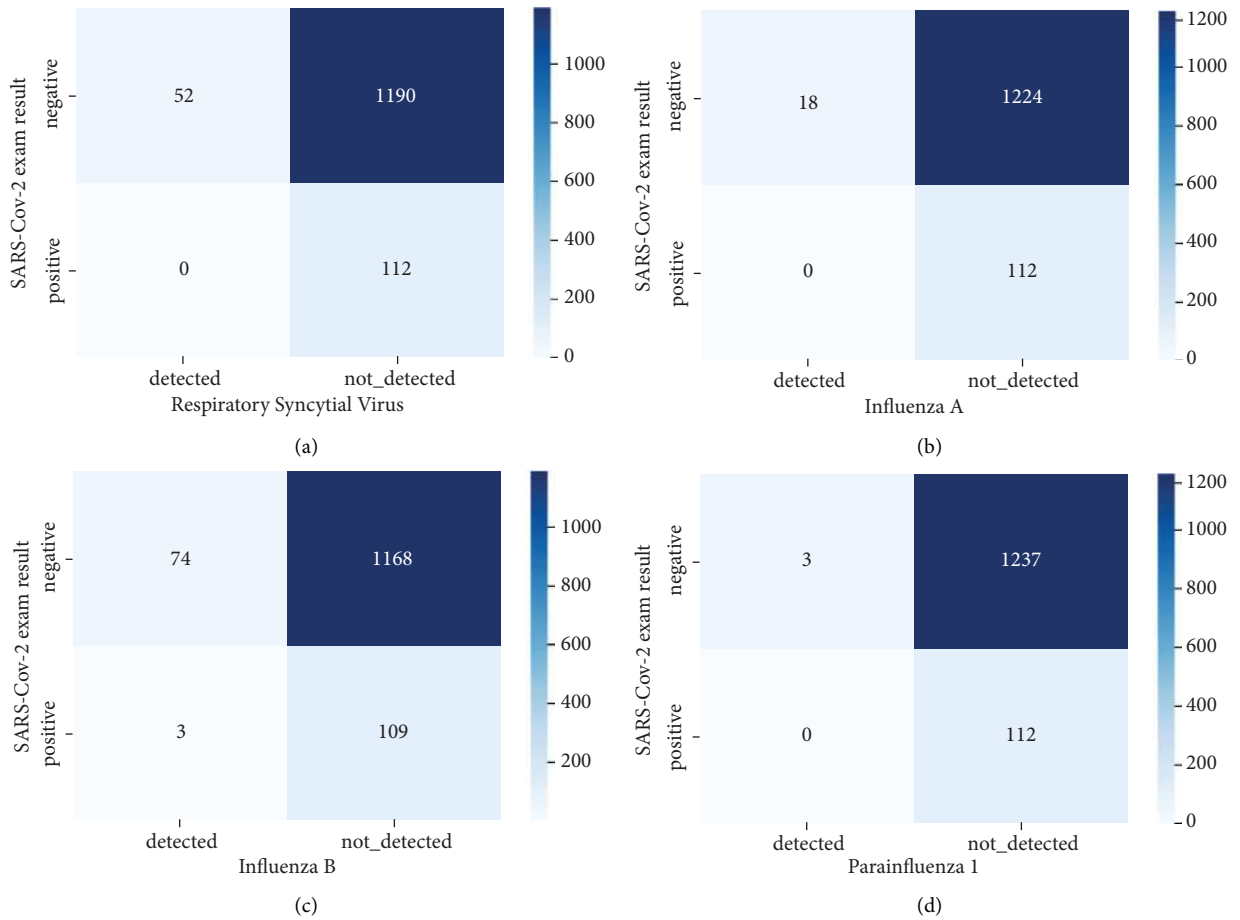 SARS-Cov-2 exam result
negative
positive
52
1190
0
112
detected
not_detected
Respiratory Syncytial Virus
1000
800
600
400
200
0
(a)
SARS-Cov-2 exam result
negative
positive
18
1224
0
112
detected
not_detected
Influenza A
1200
1000
800
600
400
200
0
(b)
SARS-Cov-2 exam result
negative
positive
74
1168
3
109
detected
not_detected
Influenza B
1000
800
600
400
200
(c)
SARS-Cov-2 exam result
negative
positive
3
1237
0
112
detected
not_detected
Parainfluenza 1
1200
1000
800
600
400
200
0
(d)